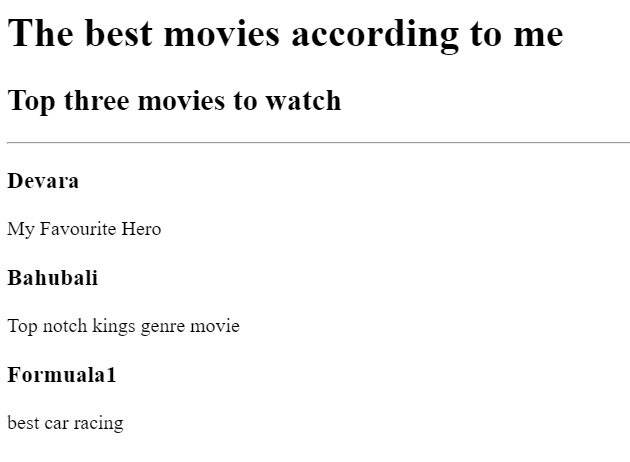 The best movies according to me
Top three movies to watch
Devara
My Favourite Hero
Bahubali
Top notch kings genre movie
Formuala1
best car racing